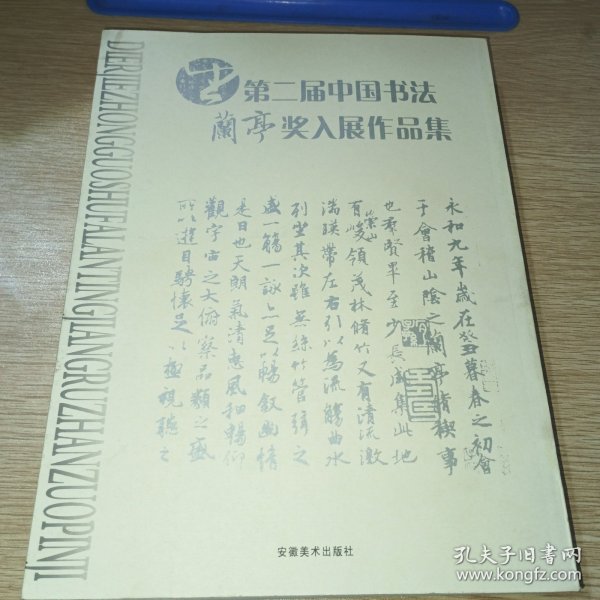 第二届中国书法
蘭亭奖入展作品集
永和九年歲在癸丑暮春之初會
于會稽山陰之蘭亭脩稧事
也羣賢畢至少長咸集此地
有崇山峻領茂林脩竹又有清流激
湍暎帶左右引以為流觴曲水
列坐其次雖無絲竹管弦之
盛一觴一詠亦足以暢叙幽情
是日也天朗氣清惠風和暢仰
觀宇宙之大俯察品類之盛
所以遊目騁懷足以極視聽之
安徽美术出版社
DIERJIEZHONGGUOSHUFALANTINGJIANGRUZHANZUOPINJI
孔夫子旧书网
www.kongfz.com